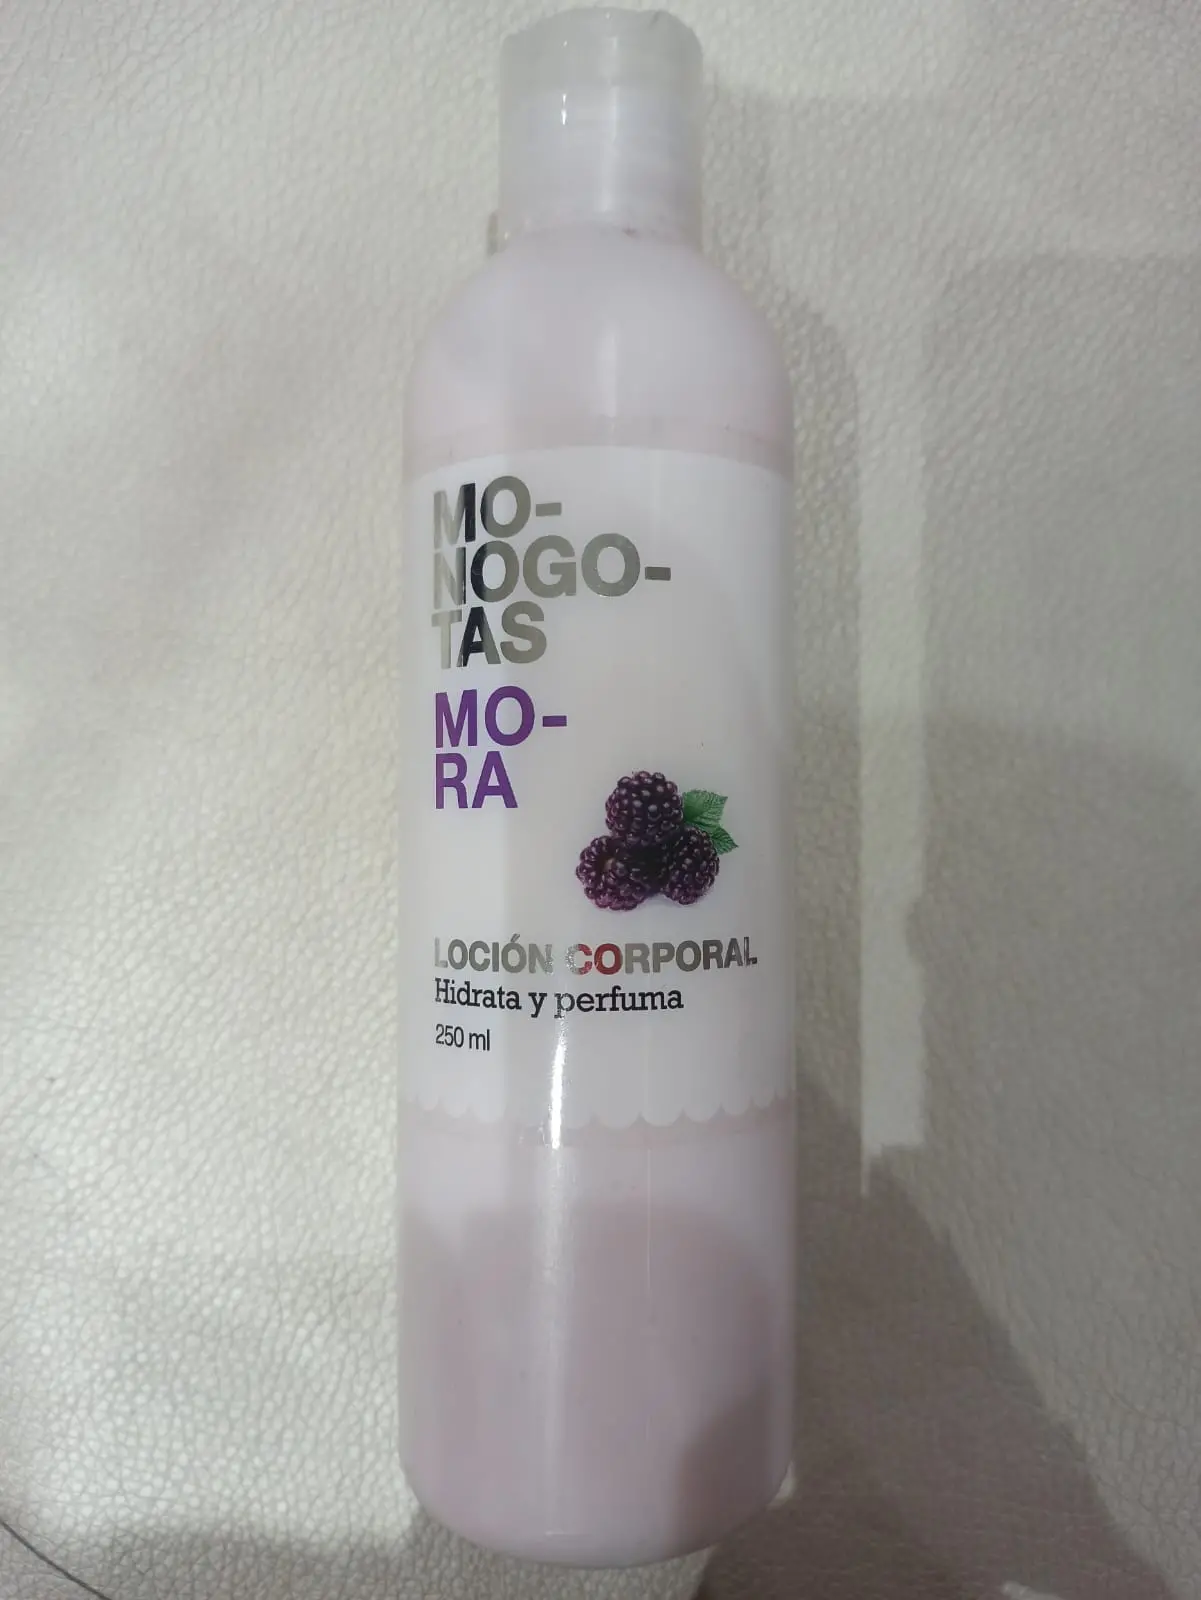 MO-
NOGO-
TAS
MO-
RA
LOCIÓN CORPORAL
Hidrata y perfuma
250 ml